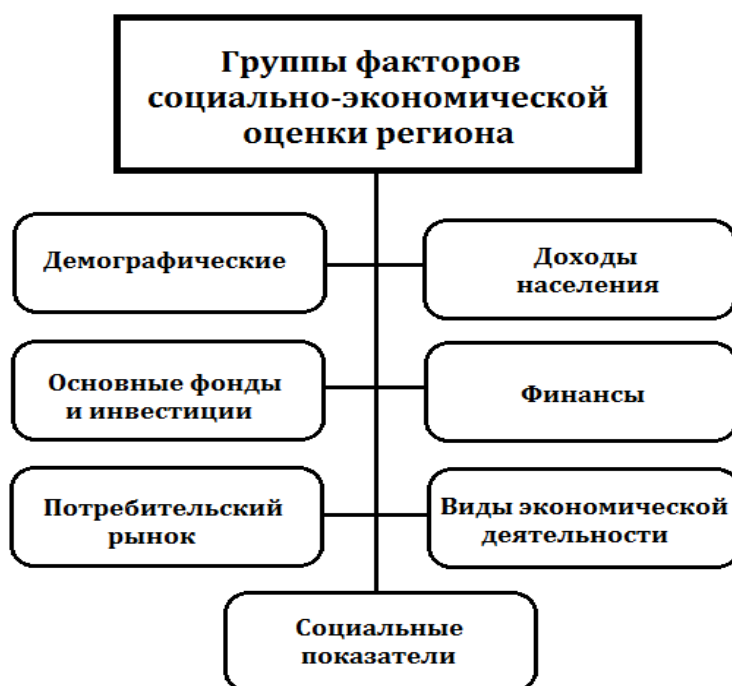 Группы факторов
социально-экономической
оценки региона
Демографические
Доходы
населения
Основные фонды
и инвестиции
Финансы
Потребительский
рынок
Виды экономической
деятельности
Социальные
показатели